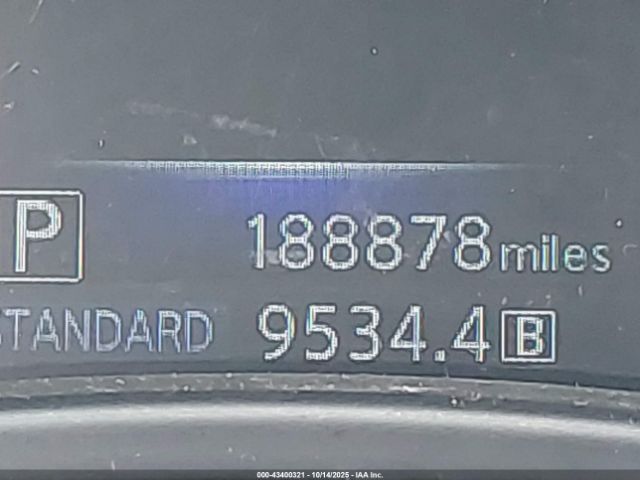 P 188878 miles
STANDARD 9534.4 B
000-43400321 - 10/14/2025 - IAA Inc.